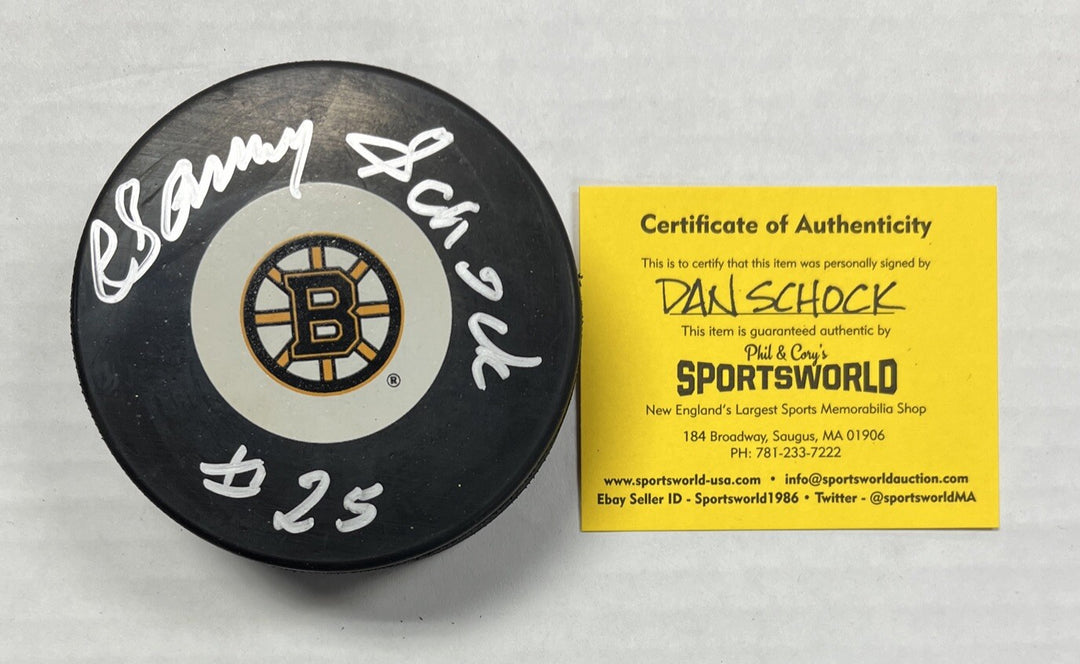 Danny Schock
#25
B
®
Certificate of Authenticity
This is to certify that this item was personally signed by
DAN SCHOCK
This item is guaranteed authentic by
Phil & Cory's
SPORTSWORLD
New England's Largest Sports Memorabilia Shop
184 Broadway, Saugus, MA 01906
PH: 781-233-7222
www.sportsworld-usa.com • info@sportsworldauction.com
Ebay Seller ID - Sportsworld1986 • Twitter - @sportsworldMA